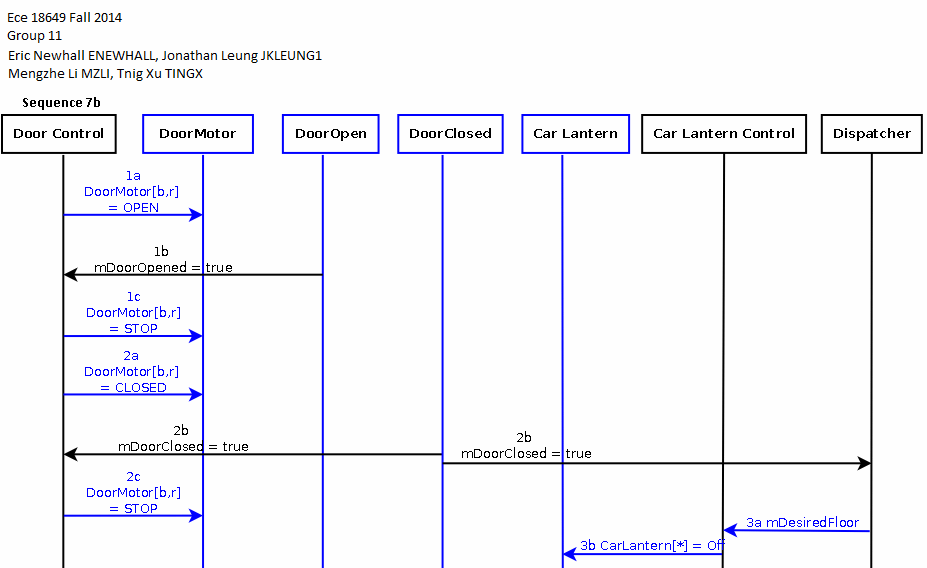 Ece 18649 Fall 2014
Group 11
Eric Newhall ENEWHALL, Jonathan Leung JKLEUNG1
Mengzhe Li MZLI, Tnig Xu TINGX
Sequence 7b
Door Control
DoorMotor
DoorOpen
DoorClosed
Car Lantern
Car Lantern Control
Dispatcher
1a
DoorMotor[b,r]
= OPEN
1b
mDoorOpened = true
1c
DoorMotor[b,r]
= STOP
2a
DoorMotor[b,r]
= CLOSED
2b
mDoorClosed = true
2b
mDoorClosed = true
2c
DoorMotor[b,r]
= STOP
3a mDesiredFloor
3b CarLantern[*] = Off